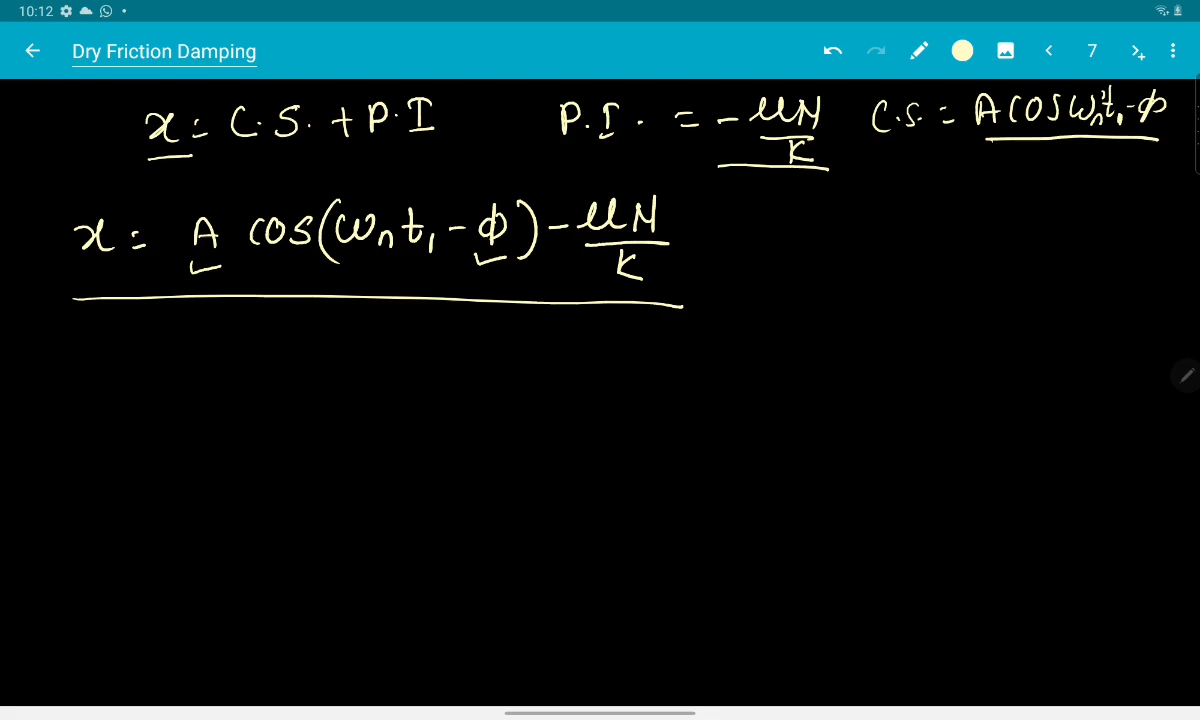 10:12
Dry Friction Damping 7
x = C.S. + P.I P.I. = -μN/K C.S. = A cos ωnt₁-φ
x = A cos(ωnt₁-φ) - μN/K